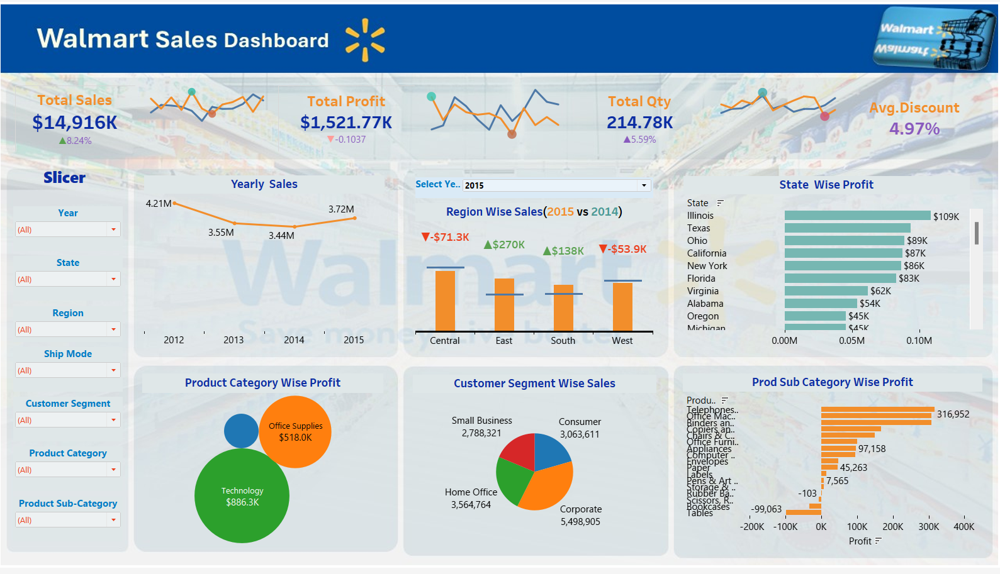 Walmart Sales Dashboard
Walmart
Walmart
Total Sales
$14,916K
▲8.24%
Total Profit
$1,521.77K
▼-0.1037
Total Qty
214.78K
▲5.59%
Avg.Discount
4.97%
Slicer
Year
(All)
State
(All)
Region
(All)
Ship Mode
(All)
Customer Segment
(All)
Product Category
(All)
Product Sub-Category
(All)
Yearly Sales
4.21M
3.55M
3.44M
3.72M
2012
2013
2014
2015
Select Ye..
2015
Region Wise Sales(2015 vs 2014)
▼-$71.3K
▲$270K
▲$138K
▼-$53.9K
Central
East
South
West
Walmart
Save money. Live better
State Wise Profit
State
Illinois
$109K
Texas
Ohio
$89K
California
$87K
New York
$86K
Florida
$83K
Virginia
$62K
Alabama
$54K
Oregon
$45K
Michigan
$45K
0.00M
0.05M
0.10M
Product Category Wise Profit
Office Supplies
$518.0K
Technology
$886.3K
Customer Segment Wise Sales
Small Business
2,788,321
Consumer
3,063,611
Home Office
3,564,764
Corporate
5,498,905
Prod Sub Category Wise Profit
Produ..
Telephones..
316,952
Office Mac..
Binders an..
Copiers an..
Chairs & C..
Office Furni..
Appliances
97,158
Computer ..
Envelopes
Paper
45,263
Labels
Pens & Art ..
7,565
Storage & ..
Rubber Ba..
-103
Scissors, R..
Bookcases
Tables
-99,063
-200K
-100K
0K
100K
200K
300K
400K
Profit